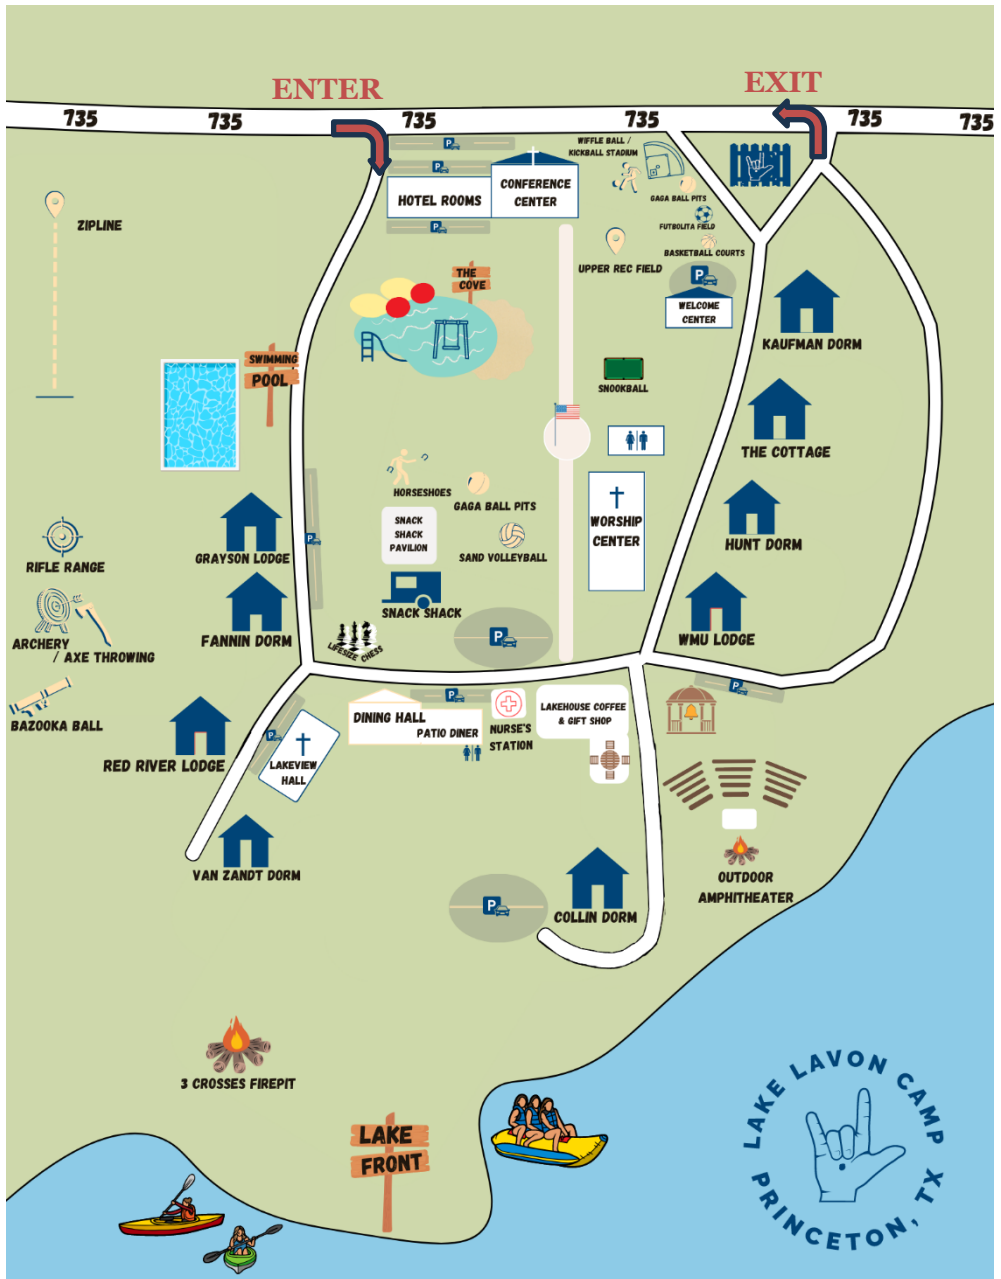 ENTER
EXIT
735
735
735
735
735
735
P
WIFFLE BALL /
KICKBALL STADIUM
P
HOTEL ROOMS
CONFERENCE
CENTER
GAGA BALL PITS
FUTBOLITA FIELD
P
BASKETBALL COURTS
ZIPLINE
UPPER REC FIELD
P
THE
COVE
WELCOME
CENTER
KAUFMAN DORM
SWIMMING
POOL
SNOOKBALL
THE COTTAGE
HORSESHOES
GAGA BALL PITS
SNACK
SHACK
PAVILION
WORSHIP
CENTER
P
HUNT DORM
SAND VOLLEYBALL
GRAYSON LODGE
RIFLE RANGE
SNACK SHACK
FANNIN DORM
WMU LODGE
P
LIFESIZE CHESS
ARCHERY
/ AXE THROWING
P
P
BAZOOKA BALL
DINING HALL
PATIO DINER
NURSE'S
STATION
LAKEHOUSE COFFEE
& GIFT SHOP
P
RED RIVER LODGE
LAKEVIEW
HALL
VAN ZANDT DORM
OUTDOOR
AMPHITHEATER
P
COLLIN DORM
3 CROSSES FIREPIT
LAKE
FRONT
LAKE LAVON CAMP
PRINCETON, TX